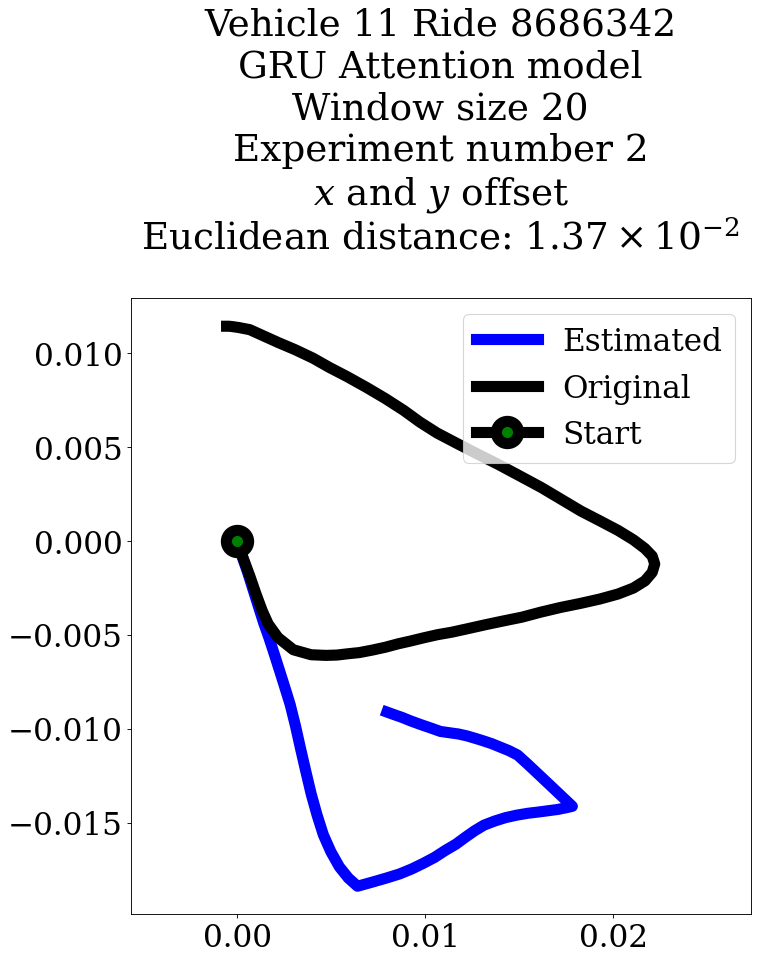 Vehicle 11 Ride 8686342
GRU Attention model
Window size 20
Experiment number 2
x and y offset
Euclidean distance: 1.37 × 10⁻²
Estimated
Original
Start
0.010
0.005
0.000
−0.005
−0.010
−0.015
0.00
0.01
0.02